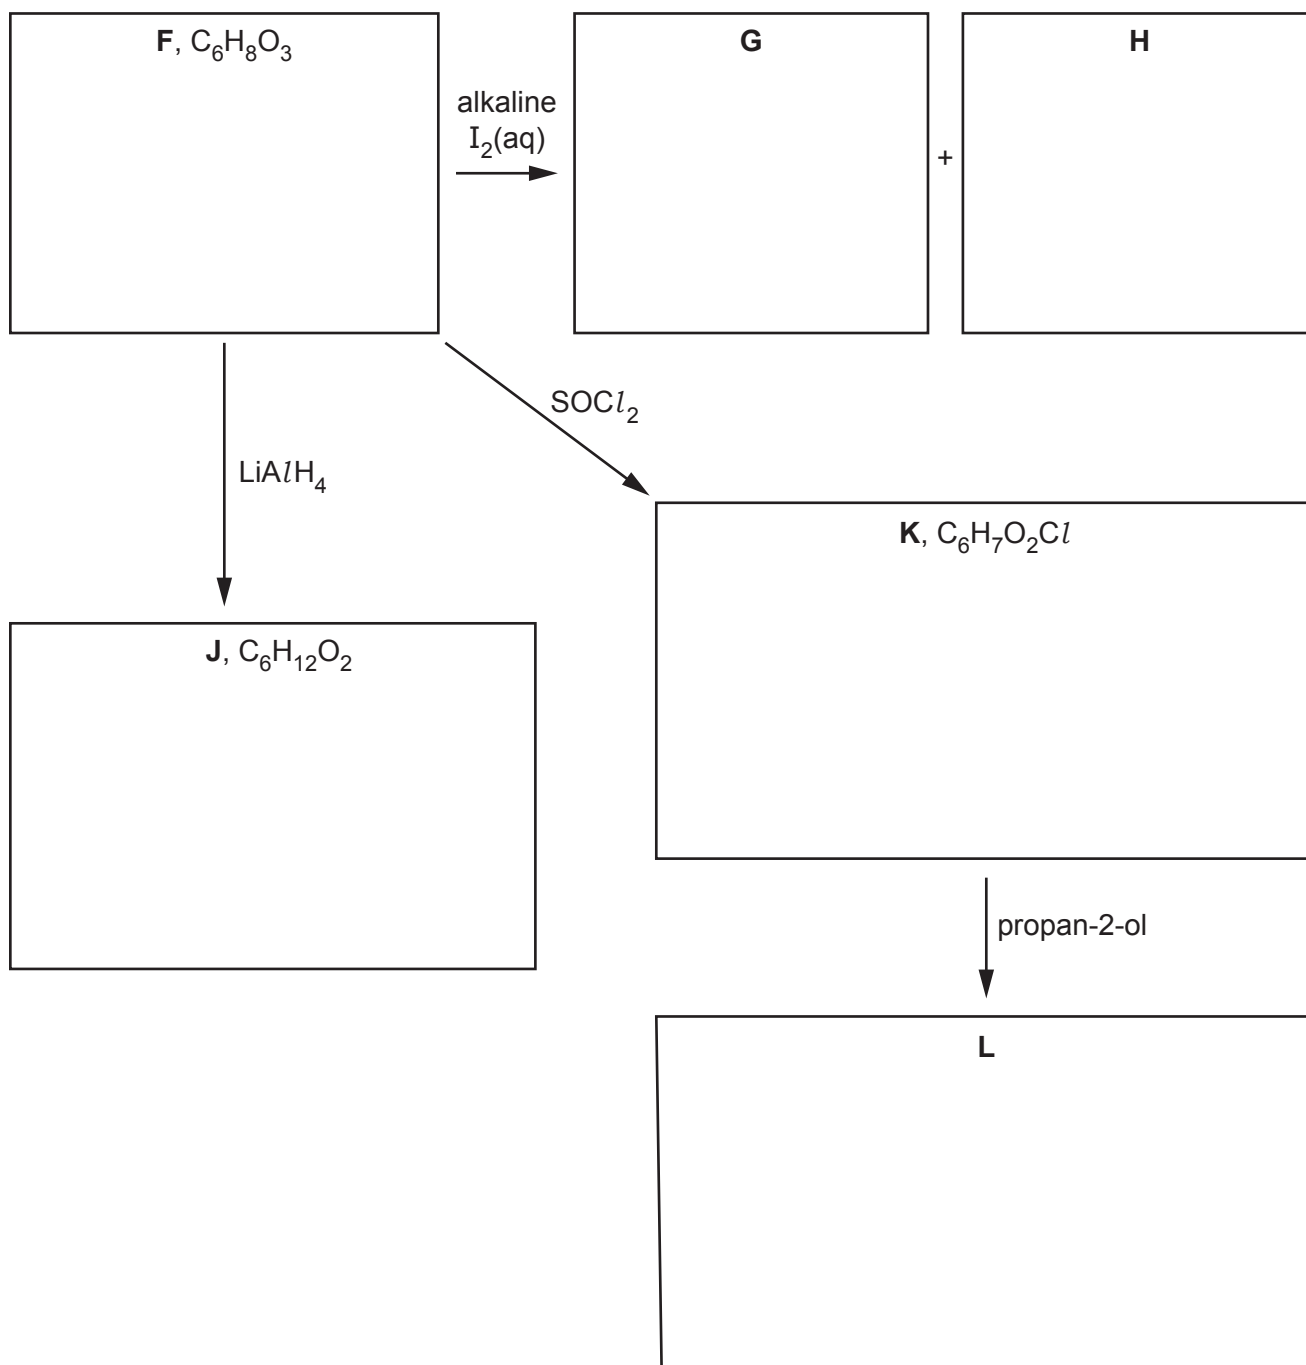 F, C₆H₈O₃
G
H
alkaline
I₂(aq)
+
SOCl₂
LiAlH₄
K, C₆H₇O₂Cl
J, C₆H₁₂O₂
propan-2-ol
L